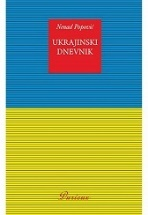 Nenad Popović
UKRAJINSKI
DNEVNIK
Durieux